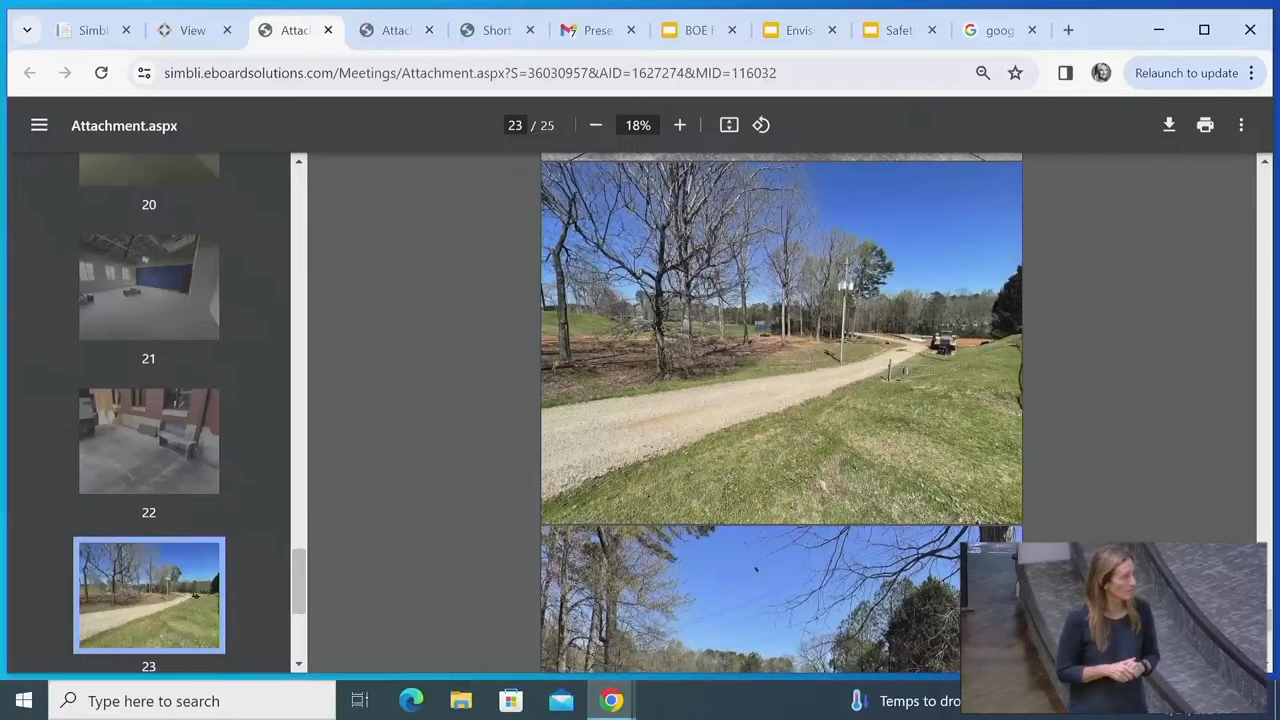 Simbl
View
Attac
Attac
Short
Prese
BOE F
Envis
Safet
goog
simbli.eboardsolutions.com/Meetings/Attachment.aspx?S=36030957&AID=1627274&MID=116032
Relaunch to update
Attachment.aspx
23 / 25
18%
20
21
22
23
Type here to search
Temps to dro